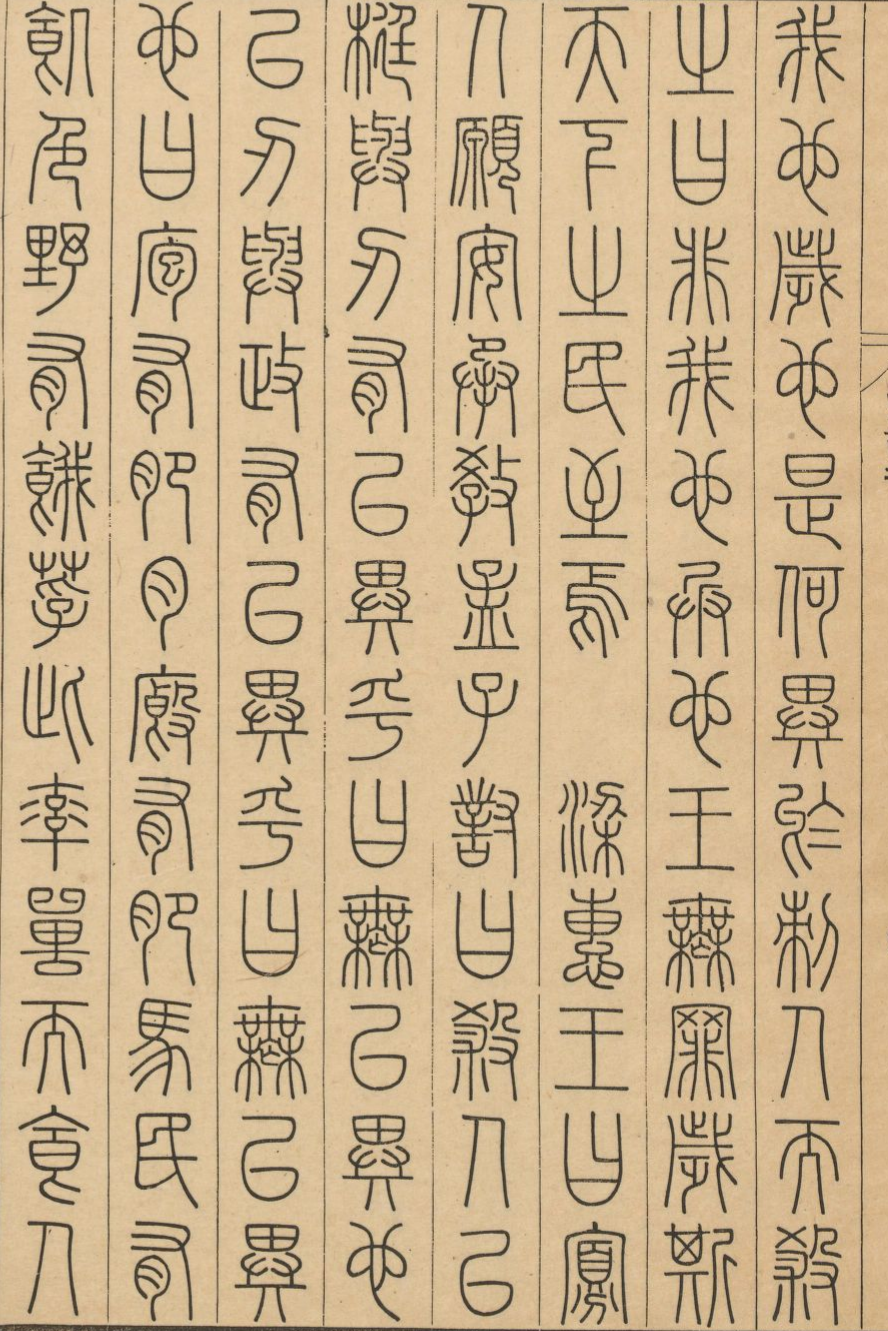 我也歲也是何異於刺人而殺
之曰非我也兵也王無罪歲斯
天下之民至焉　梁惠王曰寡
人願安承教孟子對曰殺人以
梃與刃有以異乎曰無以異也
以刃與政有以異乎曰無以異
也曰庖有肥肉廄有肥馬民有
飢色野有餓莩此率獸而食人